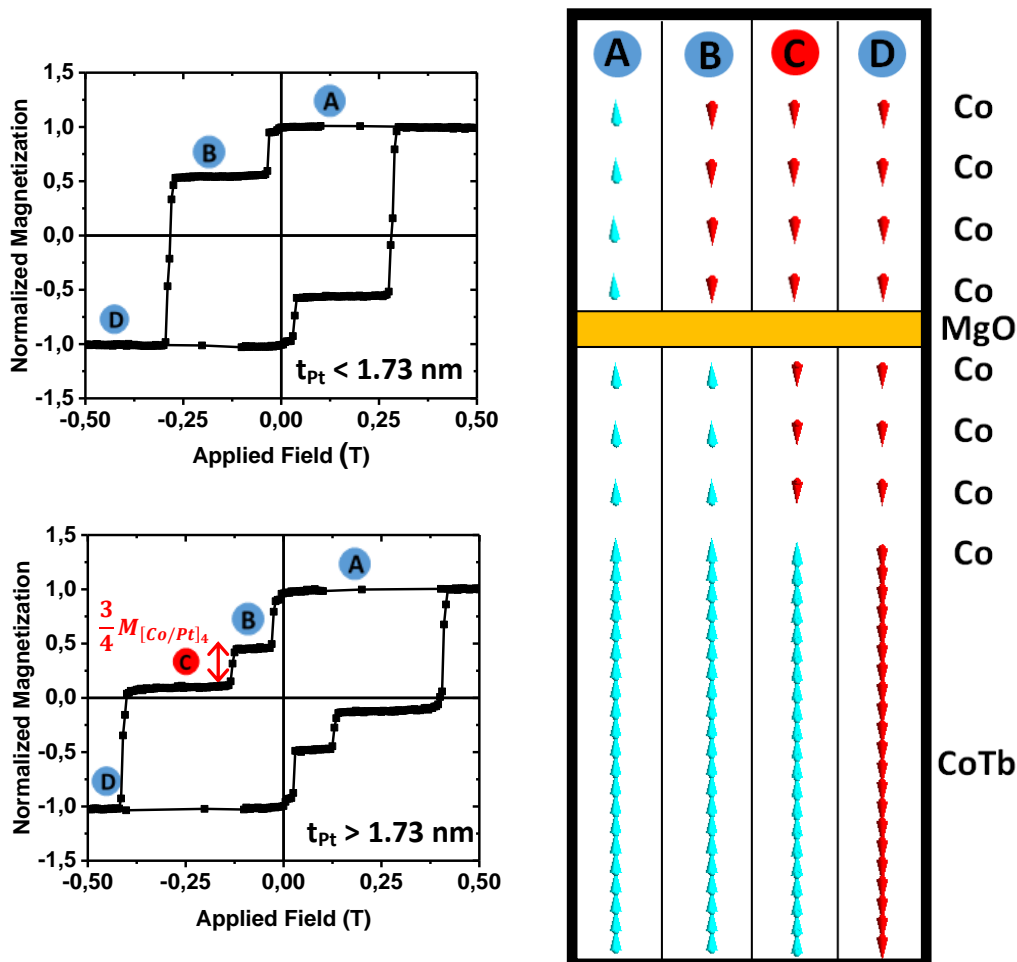 Normalized Magnetization
1,5
1,0
0,5
0,0
-0,5
-1,0
-1,5
A
B
D
t_Pt < 1.73 nm
-0,50 -0,25 0,00 0,25 0,50
Applied Field (T)
Normalized Magnetization
1,5
1,0
0,5
0,0
-0,5
-1,0
-1,5
A
B
3/4 M_[Co/Pt]_4
C
D
t_Pt > 1.73 nm
-0,50 -0,25 0,00 0,25 0,50
Applied Field (T)
A B C D
Co
Co
Co
Co
MgO
Co
Co
Co
Co
CoTb